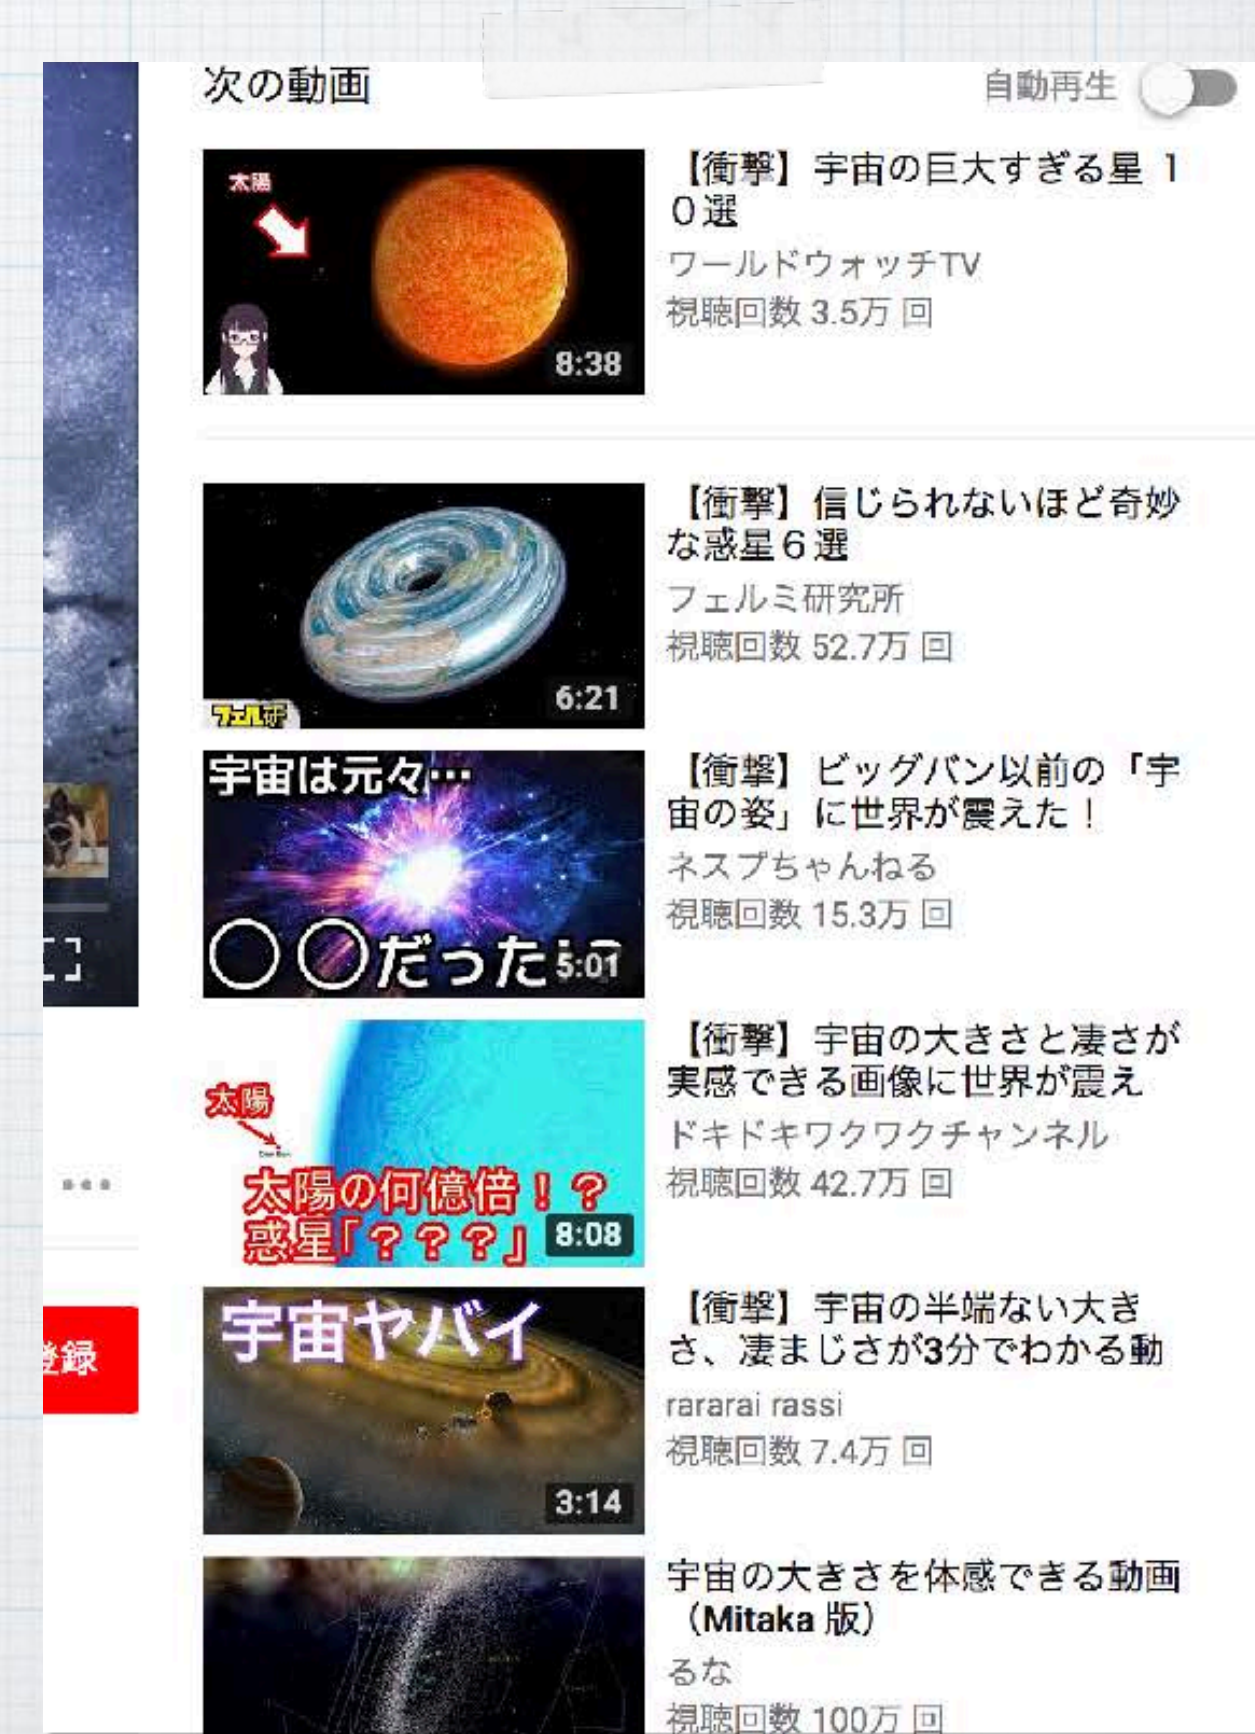 次の動画
自動再生
太陽
8:38
【衝撃】宇宙の巨大すぎる星 1
0選
ワールドウォッチTV
視聴回数 3.5万 回
フェル研
6:21
【衝撃】信じられないほど奇妙
な惑星6選
フェルミ研究所
視聴回数 52.7万 回
宇宙は元々…
〇〇だった
5:01
【衝撃】ビッグバン以前の「宇
宙の姿」に世界が震えた!
ネスプちゃんねる
視聴回数 15.3万 回
太陽
太陽の何億倍!?
惑星「???」
8:08
【衝撃】宇宙の大きさと凄さが
実感できる画像に世界が震え
ドキドキワクワクチャンネル
視聴回数 42.7万 回
登録
宇宙ヤバイ
3:14
【衝撃】宇宙の半端ない大き
さ、凄まじさが3分でわかる動
rararai rassi
視聴回数 7.4万 回
宇宙の大きさを体感できる動画
(Mitaka 版)
るな
視聴回数 100万 回